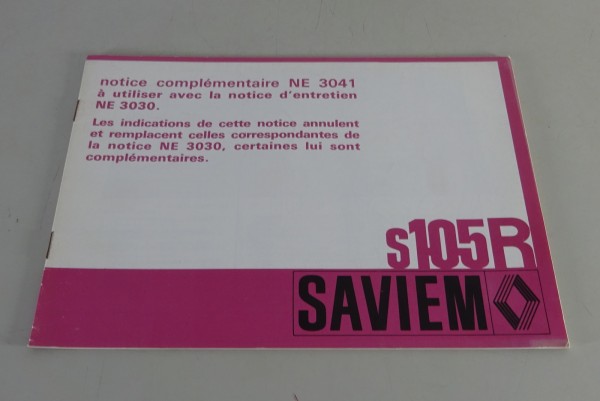 notice complémentaire NE 3041
à utiliser avec la notice d'entretien
NE 3030.
Les indications de cette notice annulent
et remplacent celles correspondantes de
la notice NE 3030, certaines lui sont
complémentaires.
s105R
SAVIEM